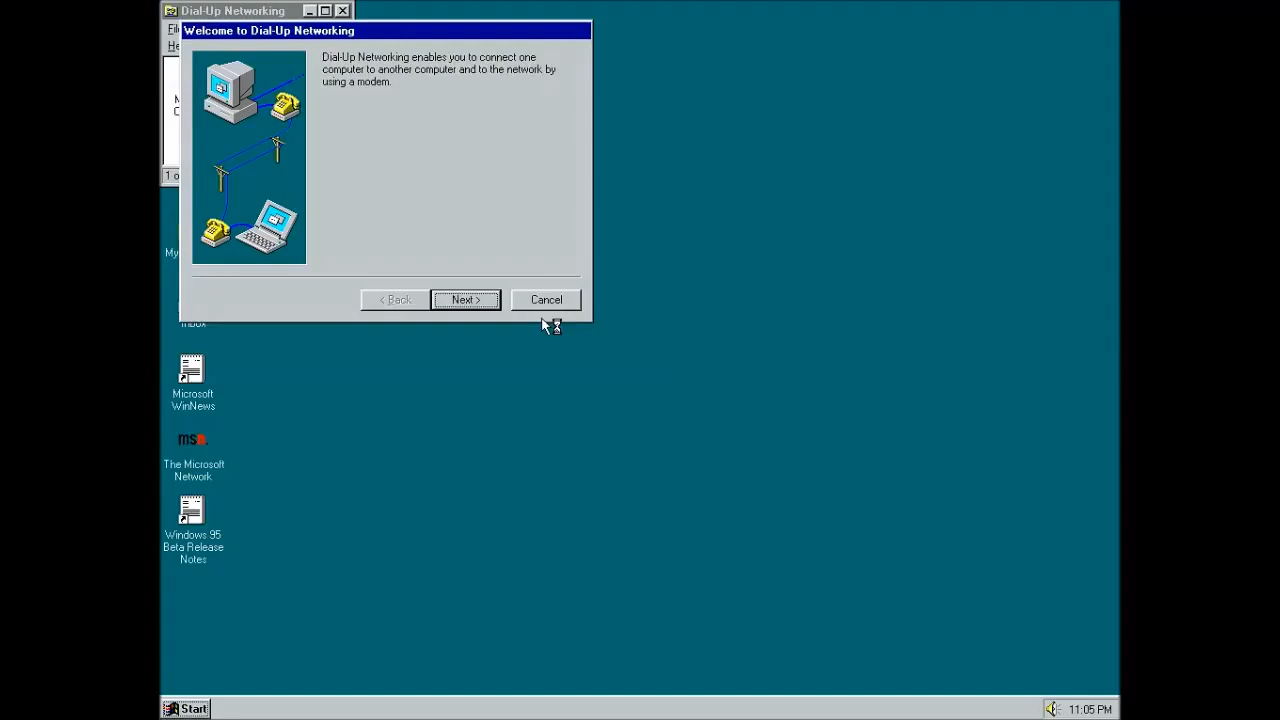 Dial-Up Networking
Welcome to Dial-Up Networking
Dial-Up Networking enables you to connect one
computer to another computer and to the network by
using a modem.
< Back
Next >
Cancel
My
Inbox
Microsoft
WinNews
msn.
The Microsoft
Network
Windows 95
Beta Release
Notes
Start
11:05 PM